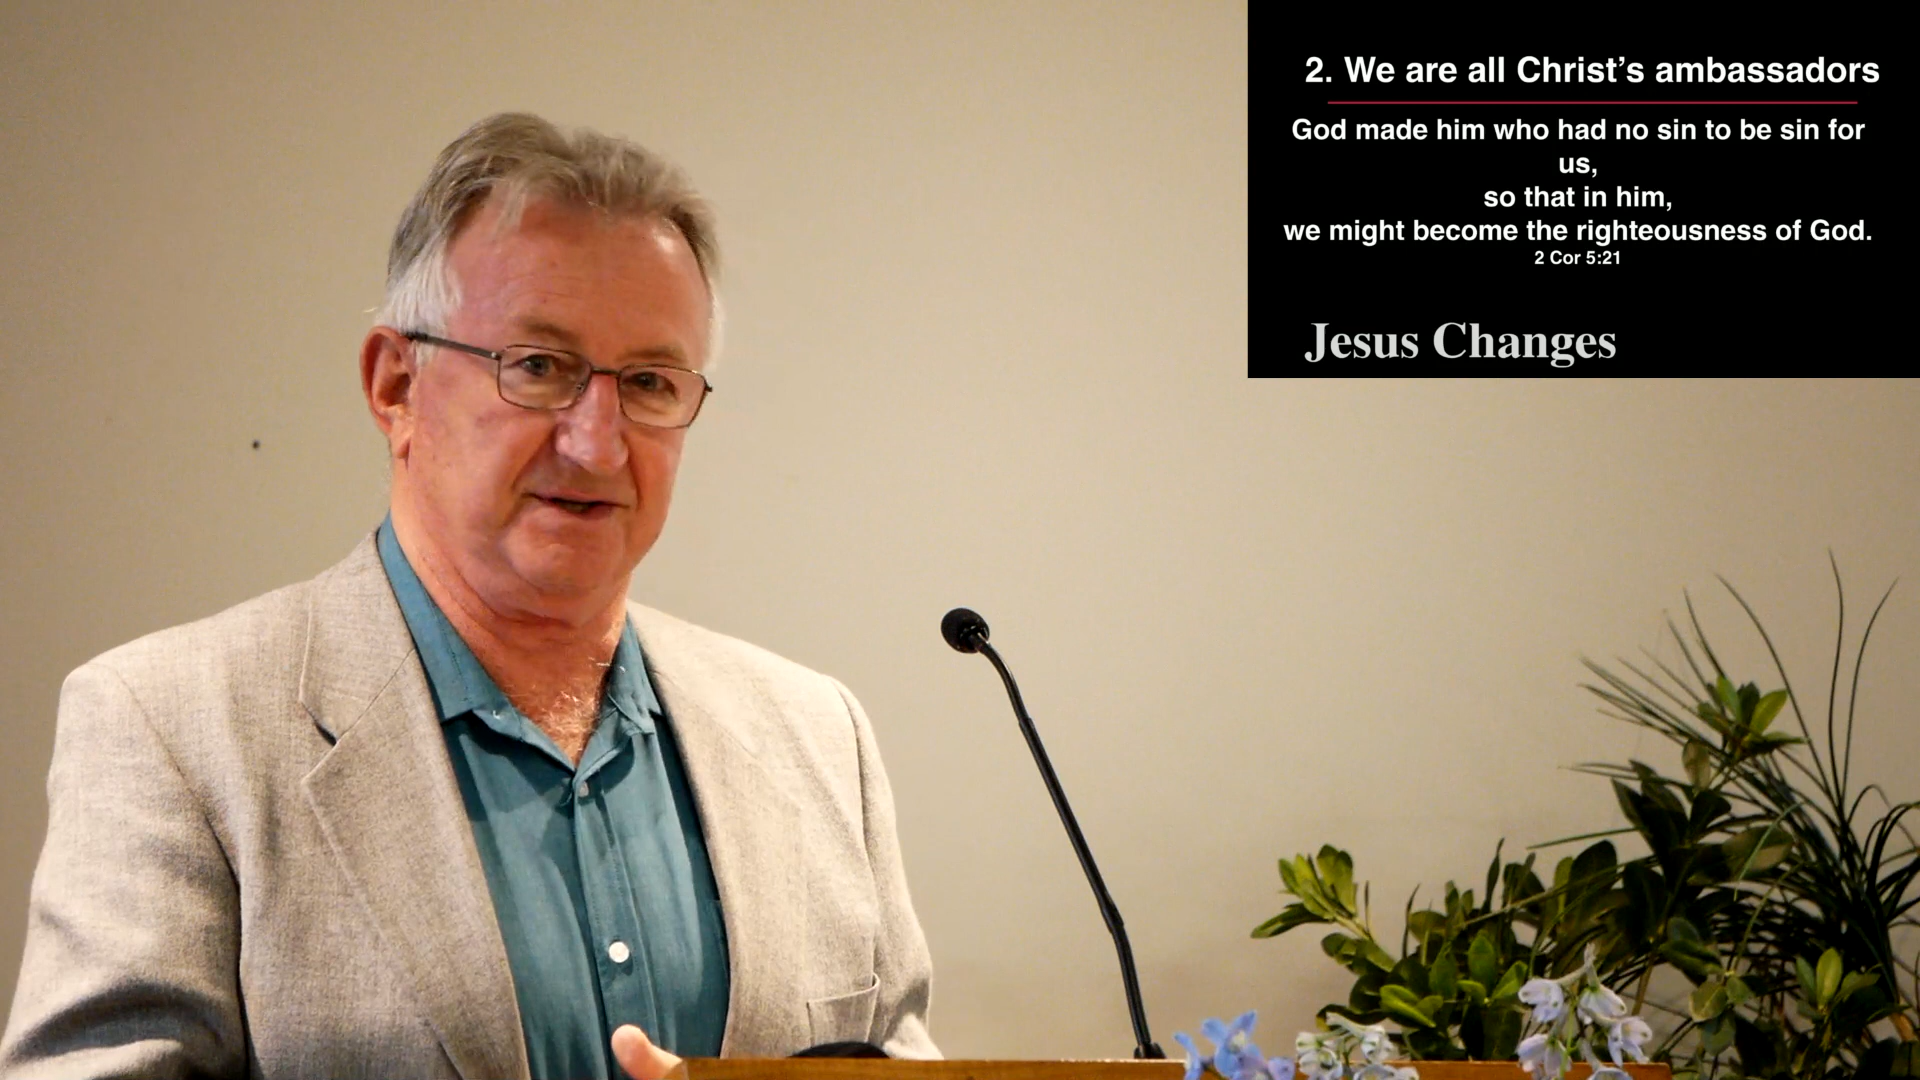 2. We are all Christ’s ambassadors
God made him who had no sin to be sin for
us,
so that in him,
we might become the righteousness of God.
2 Cor 5:21
Jesus Changes